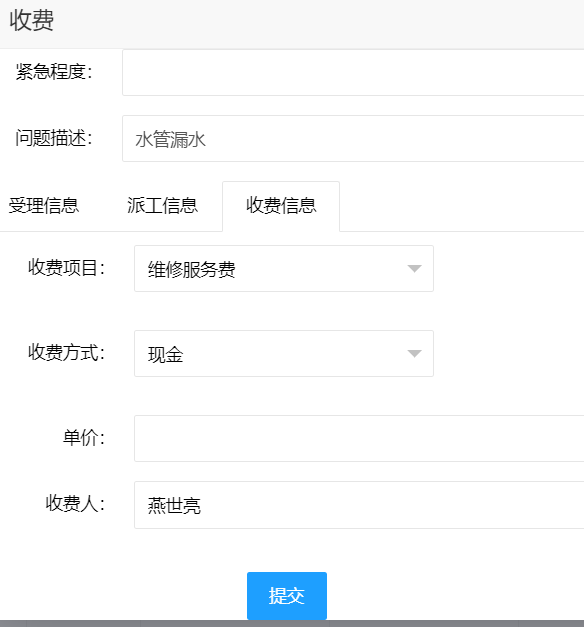 收费
紧急程度：
问题描述： 水管漏水
受理信息 派工信息 收费信息
收费项目： 维修服务费
收费方式： 现金
单价：
收费人： 燕世亮
提交